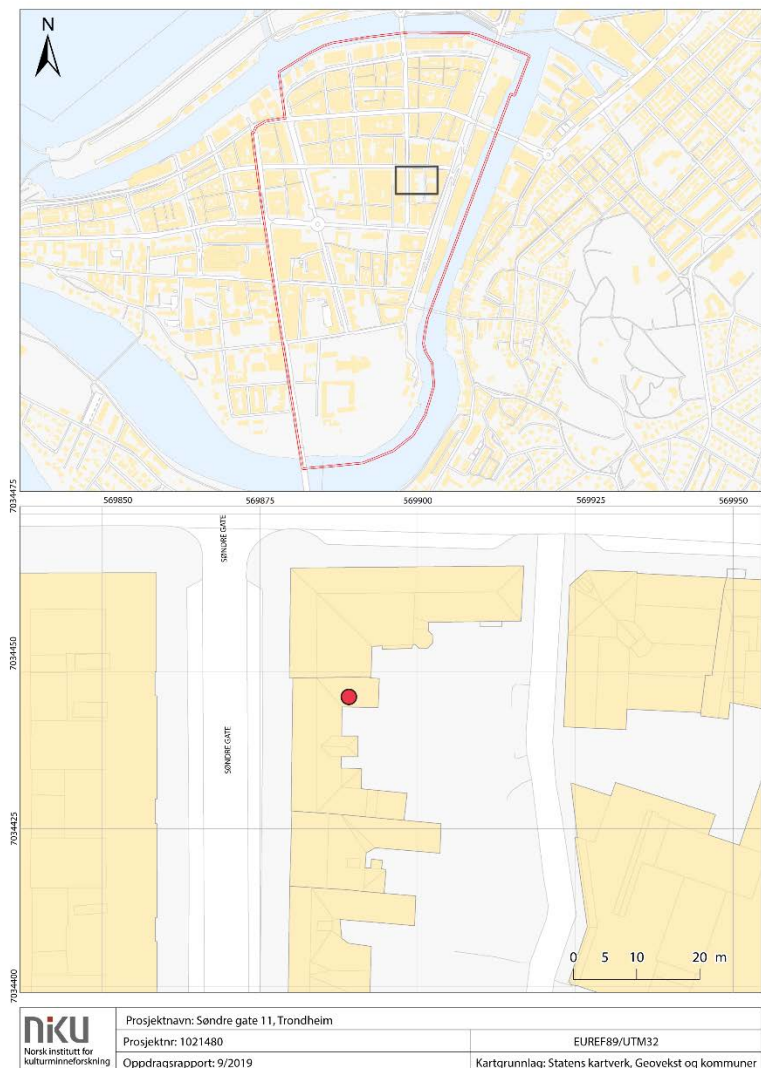 N
7034475
569850 569875 569900 569925 569950
SØNDRE GATE
7034450
SØNDRE GATE
7034425
0 5 10 20 m
7034400
niku
Norsk institutt for
kulturminneforskning
Prosjektnavn: Søndre gate 11, Trondheim
Prosjektnr: 1021480
EUREF89/UTM32
Oppdragsrapport: 9/2019
Kartgrunnlag: Statens kartverk, Geovekst og kommuner